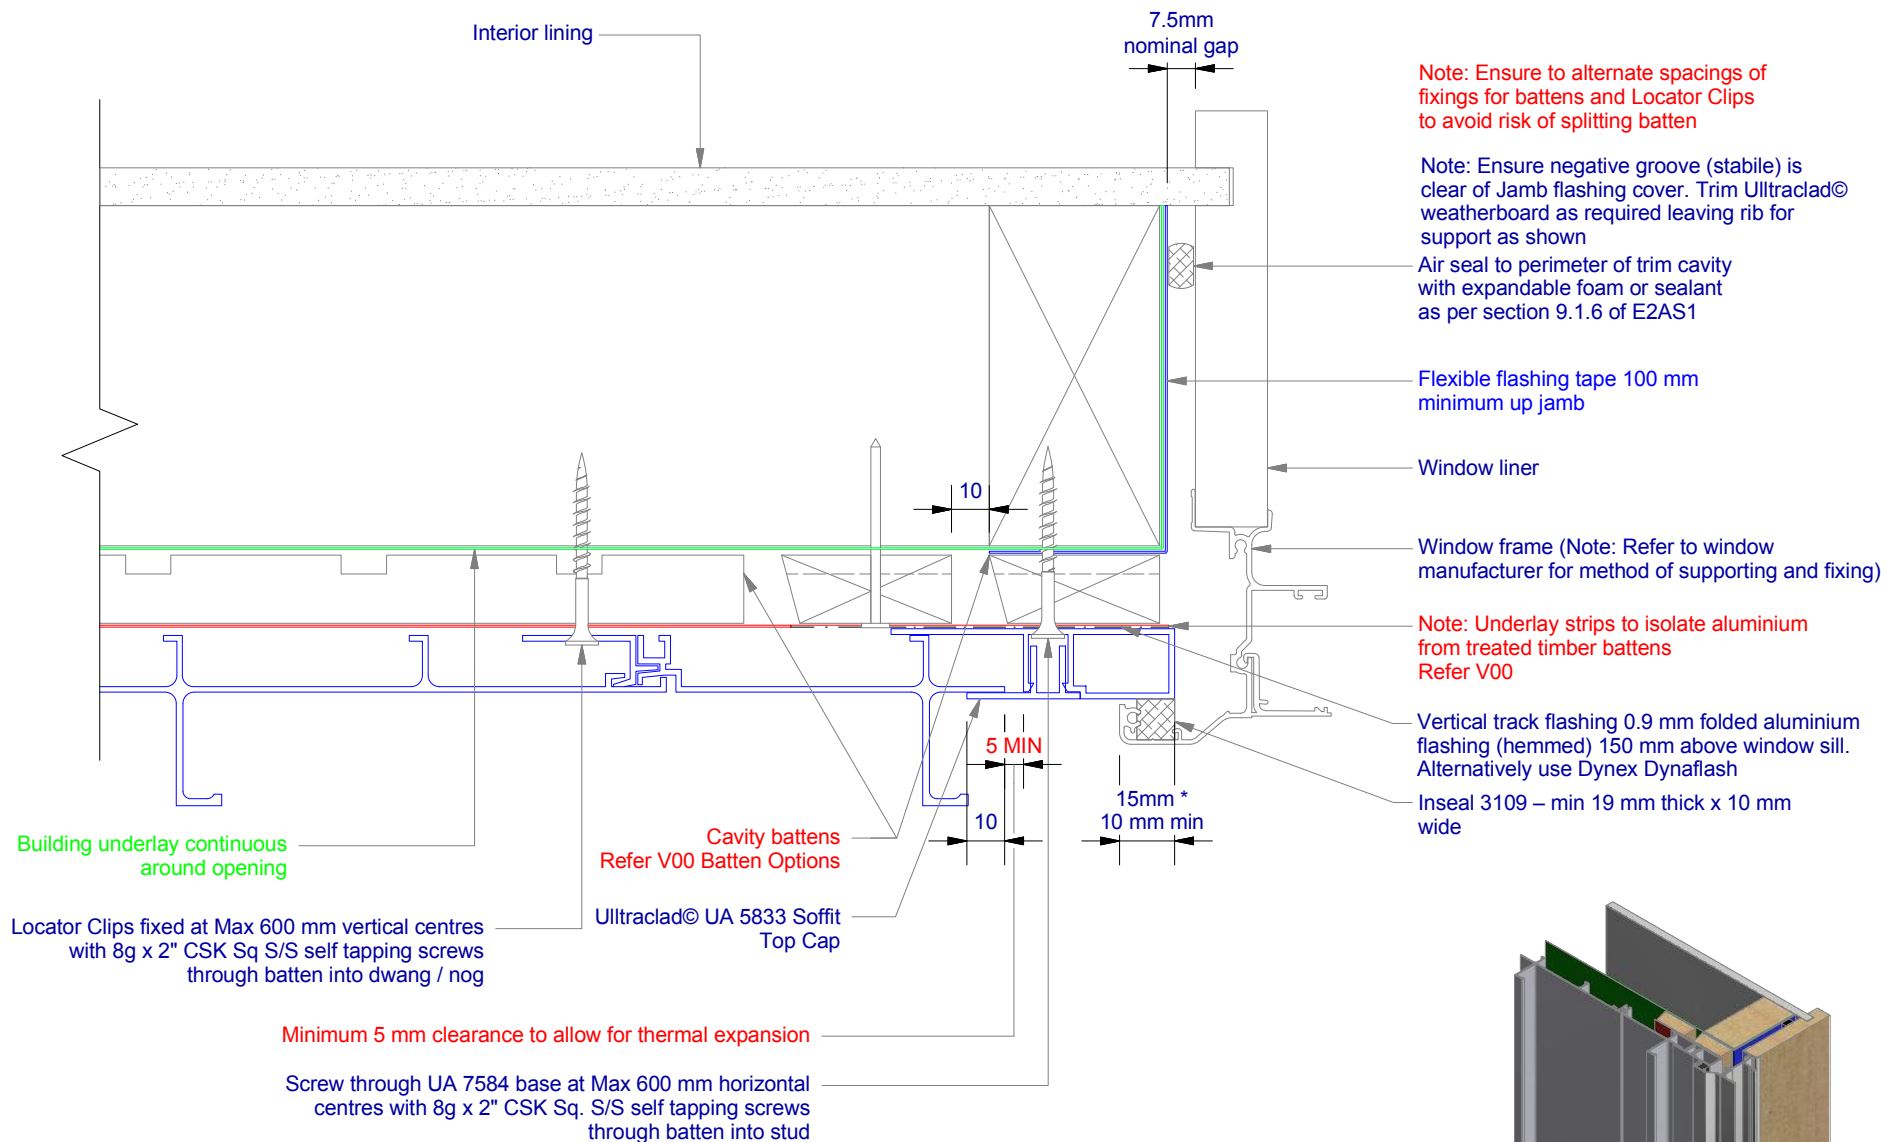 Interior lining
7.5mm
nominal gap
Note: Ensure to alternate spacings of
fixings for battens and Locator Clips
to avoid risk of splitting batten
Note: Ensure negative groove (stabile) is
clear of Jamb flashing cover. Trim Ulltraclad©
weatherboard as required leaving rib for
support as shown
Air seal to perimeter of trim cavity
with expandable foam or sealant
as per section 9.1.6 of E2AS1
Flexible flashing tape 100 mm
minimum up jamb
Window liner
10
Window frame (Note: Refer to window
manufacturer for method of supporting and fixing)
Note: Underlay strips to isolate aluminium
from treated timber battens
Refer V00
Vertical track flashing 0.9 mm folded aluminium
flashing (hemmed) 150 mm above window sill.
Alternatively use Dynex Dynaflash
Inseal 3109 – min 19 mm thick x 10 mm
wide
5 MIN
15mm *
10 mm min
10
Building underlay continuous
around opening
Cavity battens
Refer V00 Batten Options
Locator Clips fixed at Max 600 mm vertical centres
with 8g x 2" CSK Sq S/S self tapping screws
through batten into dwang / nog
Ulltraclad© UA 5833 Soffit
Top Cap
Minimum 5 mm clearance to allow for thermal expansion
Screw through UA 7584 base at Max 600 mm horizontal
centres with 8g x 2" CSK Sq. S/S self tapping screws
through batten into stud